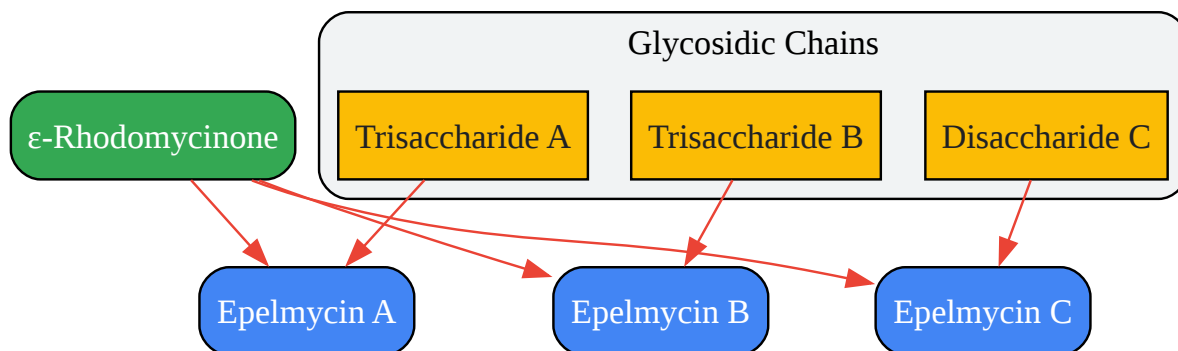 Glycosidic Chains
ε-Rhodomycinone
Trisaccharide A
Trisaccharide B
Disaccharide C
Epelmycin A
Epelmycin B
Epelmycin C